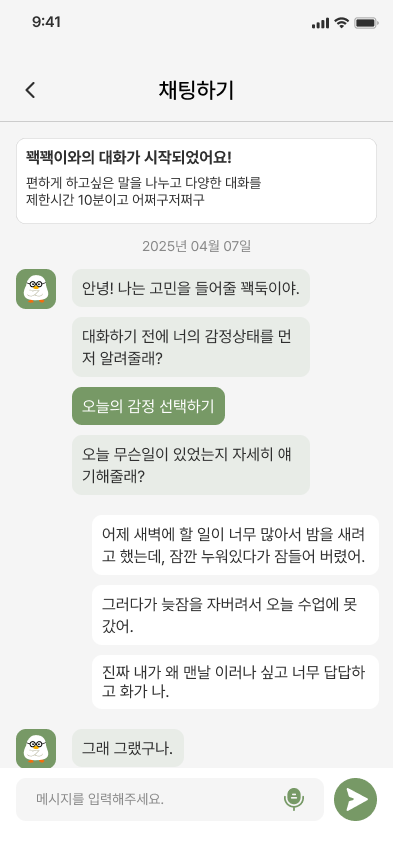 9:41
채팅하기
꽥꽥이와의 대화가 시작되었어요!
편하게 하고싶은 말을 나누고 다양한 대화를
제한시간 10분이고 어쩌구저쩌구
2025년 04월 07일
안녕! 나는 고민을 들어줄 꽥둑이야.
대화하기 전에 너의 감정상태를 먼
저 알려줄래?
오늘의 감정 선택하기
오늘 무슨일이 있었는지 자세히 얘
기해줄래?
어제 새벽에 할 일이 너무 많아서 밤을 새려
고 했는데, 잠깐 누워있다가 잠들어 버렸어.
그러다가 늦잠을 자버려서 오늘 수업에 못
갔어.
진짜 내가 왜 맨날 이러나 싶고 너무 답답하
고 화가 나.
그래 그랬구나.
메시지를 입력해주세요.